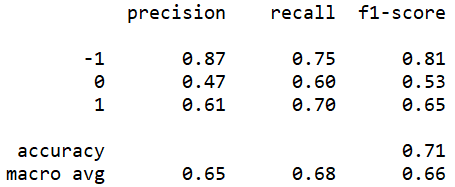 precision recall f1-score
-1 0.87 0.75 0.81
0 0.47 0.60 0.53
1 0.61 0.70 0.65
accuracy 0.71
macro avg 0.65 0.68 0.66